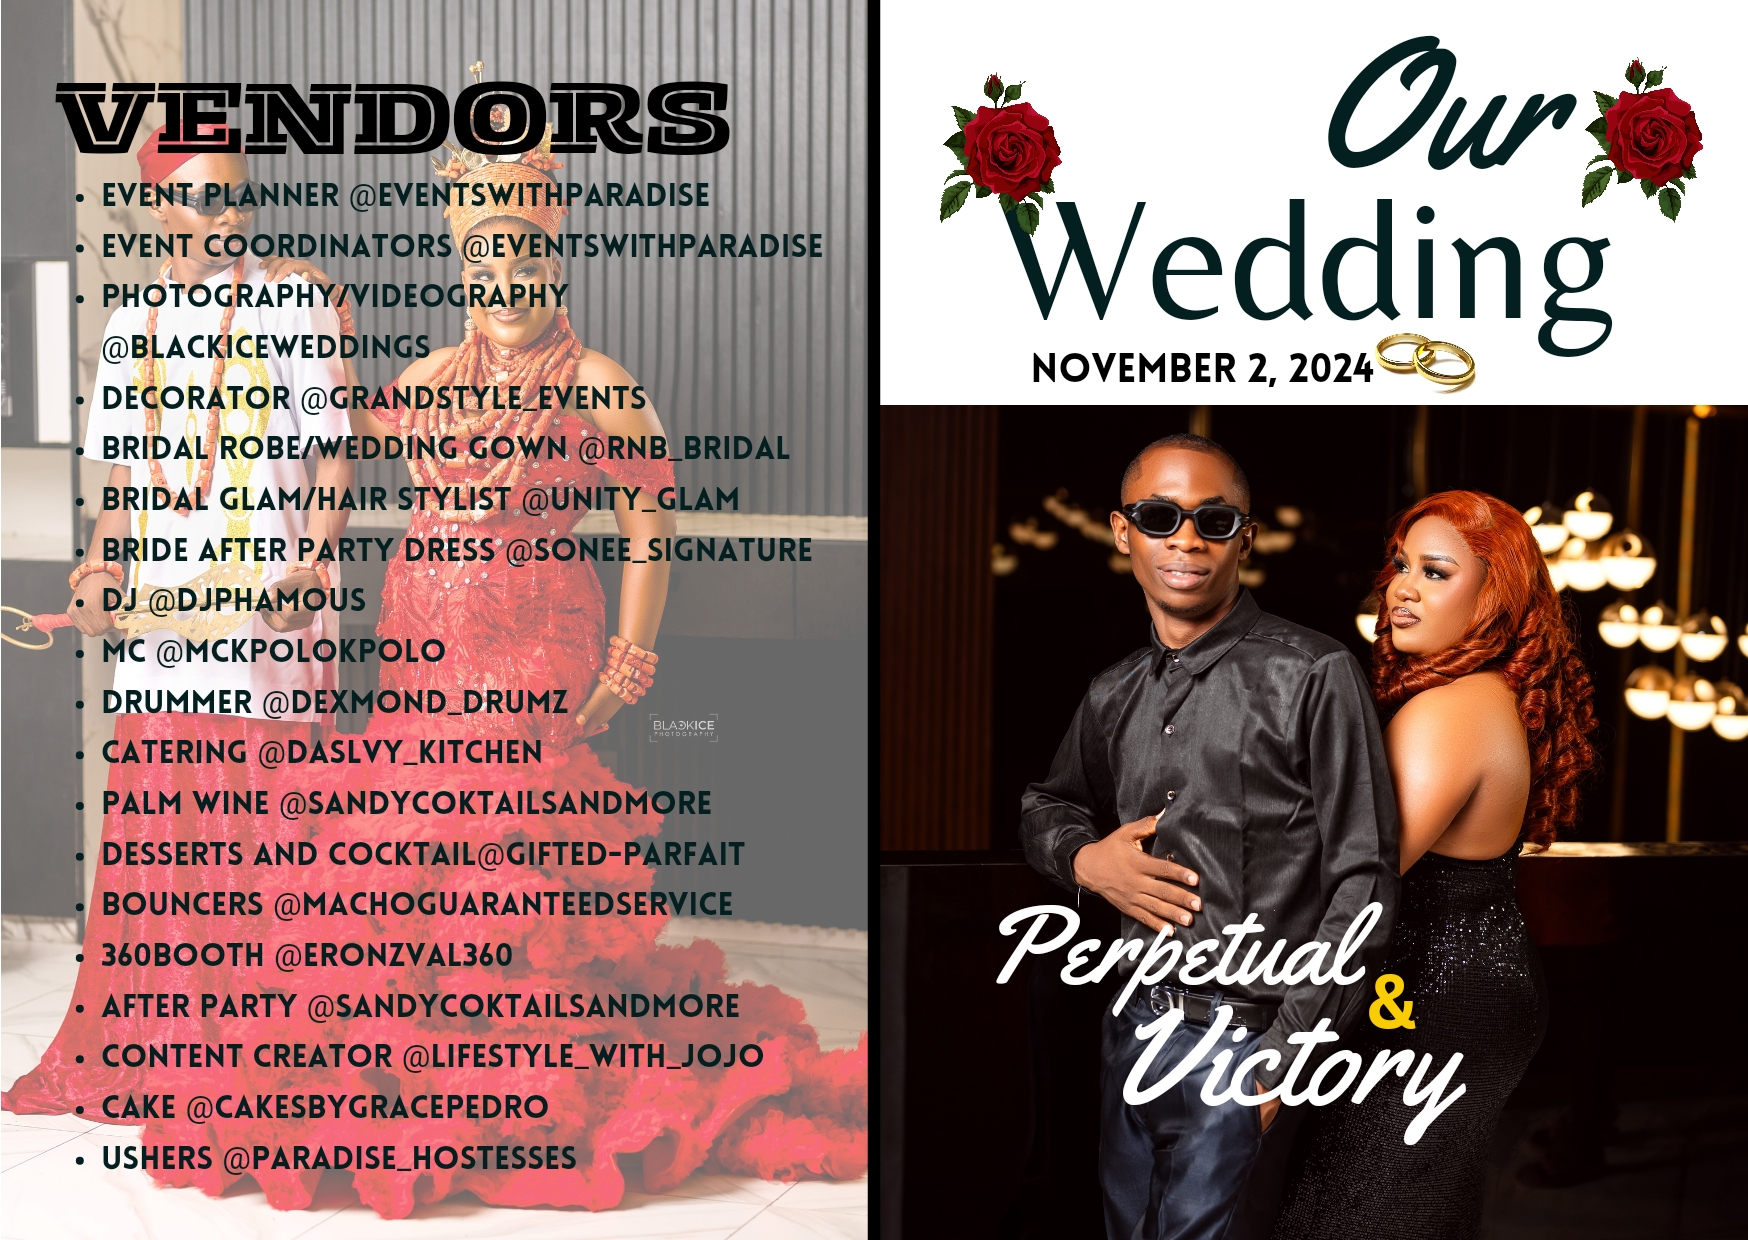 VENDORS
EVENT PLANNER @EVENTSWITHPARADISE
EVENT COORDINATORS @EVENTSWITHPARADISE
PHOTOGRAPHY/VIDEOGRAPHY
@BLACKICEWEDDINGS
DECORATOR @GRANDSTYLE_EVENTS
BRIDAL ROBE/WEDDING GOWN @RNB_BRIDAL
BRIDAL GLAM/HAIR STYLIST @UNITY_GLAM
BRIDE AFTER PARTY DRESS @SONEE_SIGNATURE
DJ @DJPHAMOUS
MC @MCKPOLOKPOLO
DRUMMER @DEXMOND_DRUMZ
CATERING @DASLVY_KITCHEN
PALM WINE @SANDYCOKTAILSANDMORE
DESSERTS AND COCKTAIL@GIFTED-PARFAIT
BOUNCERS @MACHOGUARANTEEDSERVICE
360BOOTH @ERONZVAL360
AFTER PARTY @SANDYCOKTAILSANDMORE
CONTENT CREATOR @LIFESTYLE_WITH_JOJO
CAKE @CAKESBYGRACEPEDRO
USHERS @PARADISE_HOSTESSES
BLACKICE
PHOTOGRAPHY
Our
Wedding
NOVEMBER 2, 2024
Perpetual
&
Victory